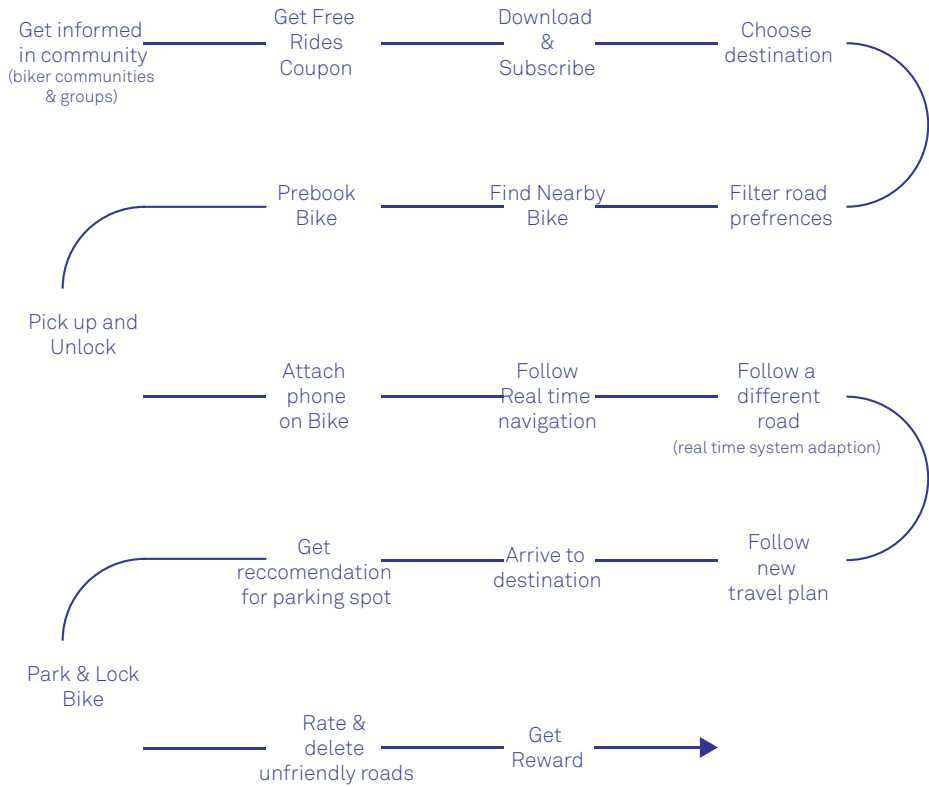 Get informed
in community
(biker communities
& groups)
Get Free
Rides
Coupon
Download
&
Subscribe
Choose
destination
Filter road
prefrences
Find Nearby
Bike
Prebook
Bike
Pick up and
Unlock
Attach
phone
on Bike
Follow
Real time
navigation
Follow a
different
road
(real time system adaption)
Follow
new
travel plan
Arrive to
destination
Get
reccomendation
for parking spot
Park & Lock
Bike
Rate &
delete
unfriendly roads
Get
Reward